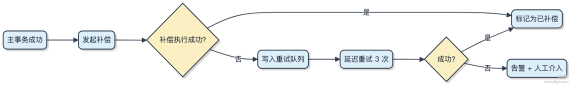 主事务成功
发起补偿
补偿执行成功?
是
否
标记为已补偿
写入重试队列
延迟重试 3 次
成功?
是
否
告警 + 人工介入